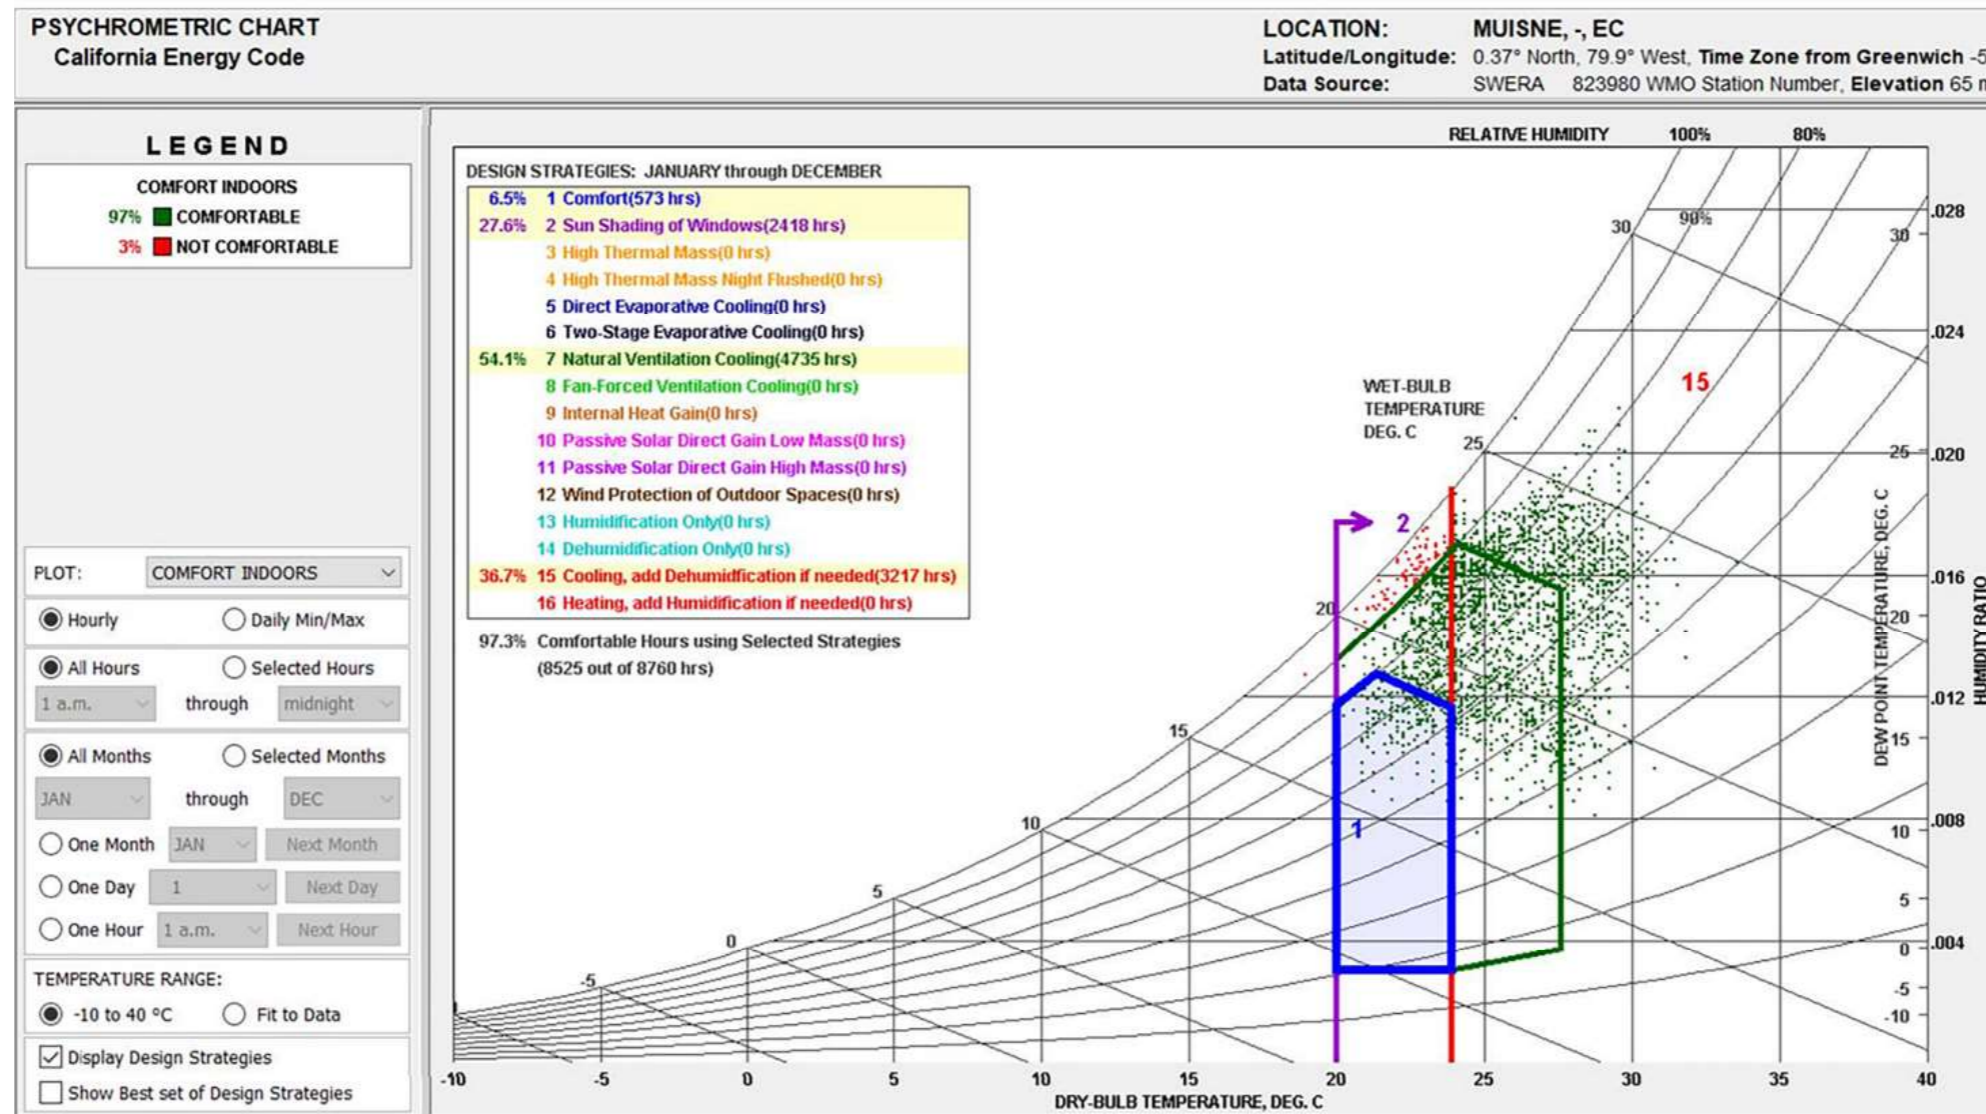 PSYCHROMETRIC CHART
California Energy Code
LOCATION: MUISNE, -, EC
Latitude/Longitude: 0.37° North, 79.9° West, Time Zone from Greenwich -5
Data Source: SWERA 823980 WMO Station Number, Elevation 65 m
LEGEND
COMFORT INDOORS
97% COMFORTABLE
3% NOT COMFORTABLE
PLOT: COMFORT INDOORS
Hourly Daily Min/Max
All Hours Selected Hours
1 a.m. through midnight
All Months Selected Months
JAN through DEC
One Month JAN Next Month
One Day 1 Next Day
One Hour 1 a.m. Next Hour
TEMPERATURE RANGE:
-10 to 40 °C Fit to Data
Display Design Strategies
Show Best set of Design Strategies
DESIGN STRATEGIES: JANUARY through DECEMBER
6.5% 1 Comfort(573 hrs)
27.6% 2 Sun Shading of Windows(2418 hrs)
3 High Thermal Mass(0 hrs)
4 High Thermal Mass Night Flushed(0 hrs)
5 Direct Evaporative Cooling(0 hrs)
6 Two-Stage Evaporative Cooling(0 hrs)
54.1% 7 Natural Ventilation Cooling(4735 hrs)
8 Fan-Forced Ventilation Cooling(0 hrs)
9 Internal Heat Gain(0 hrs)
10 Passive Solar Direct Gain Low Mass(0 hrs)
11 Passive Solar Direct Gain High Mass(0 hrs)
12 Wind Protection of Outdoor Spaces(0 hrs)
13 Humidification Only(0 hrs)
14 Dehumidification Only(0 hrs)
36.7% 15 Cooling, add Dehumidfication if needed(3217 hrs)
16 Heating, add Humidification if needed(0 hrs)
97.3% Comfortable Hours using Selected Strategies
(8525 out of 8760 hrs)
RELATIVE HUMIDITY 100% 80%
90%
WET-BULB
TEMPERATURE
DEG. C
30
25
20
15
10
5
0
-5
15
2
7
1
30
25
20
15
10
5
0
-5
-10
DEW POINT TEMPERATURE, DEG. C
.028
.024
.020
.016
.012
.008
.004
HUMIDITY RATIO
-10 -5 0 5 10 15 20 25 30 35 40
DRY-BULB TEMPERATURE, DEG. C